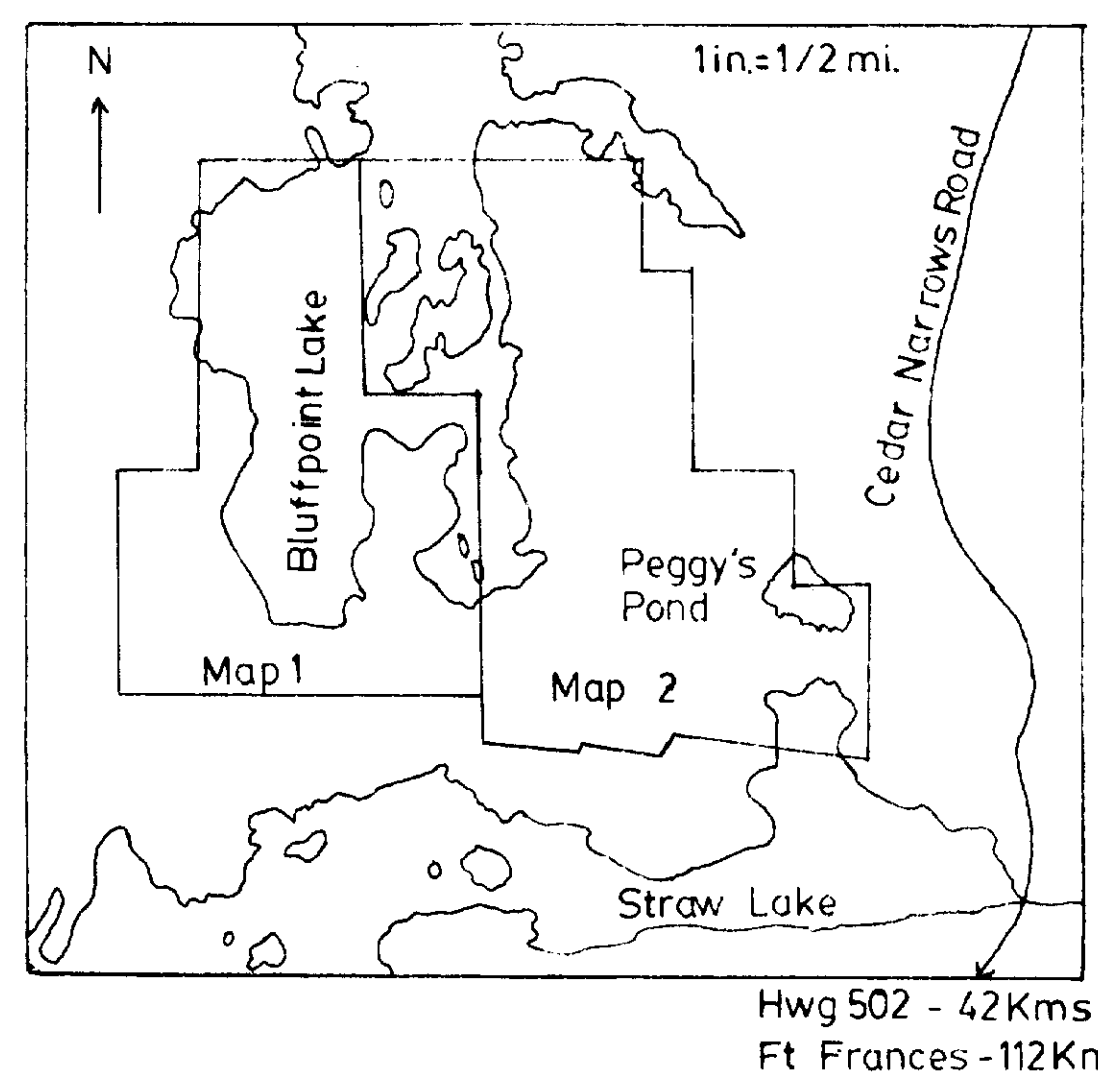 N
1in.=1/2 mi.
Cedar Narrows Road
Bluffpoint Lake
Peggy's
Pond
Map 1
Map 2
Straw Lake
Hwg 502 - 42Kms
Ft Frances -112Kn